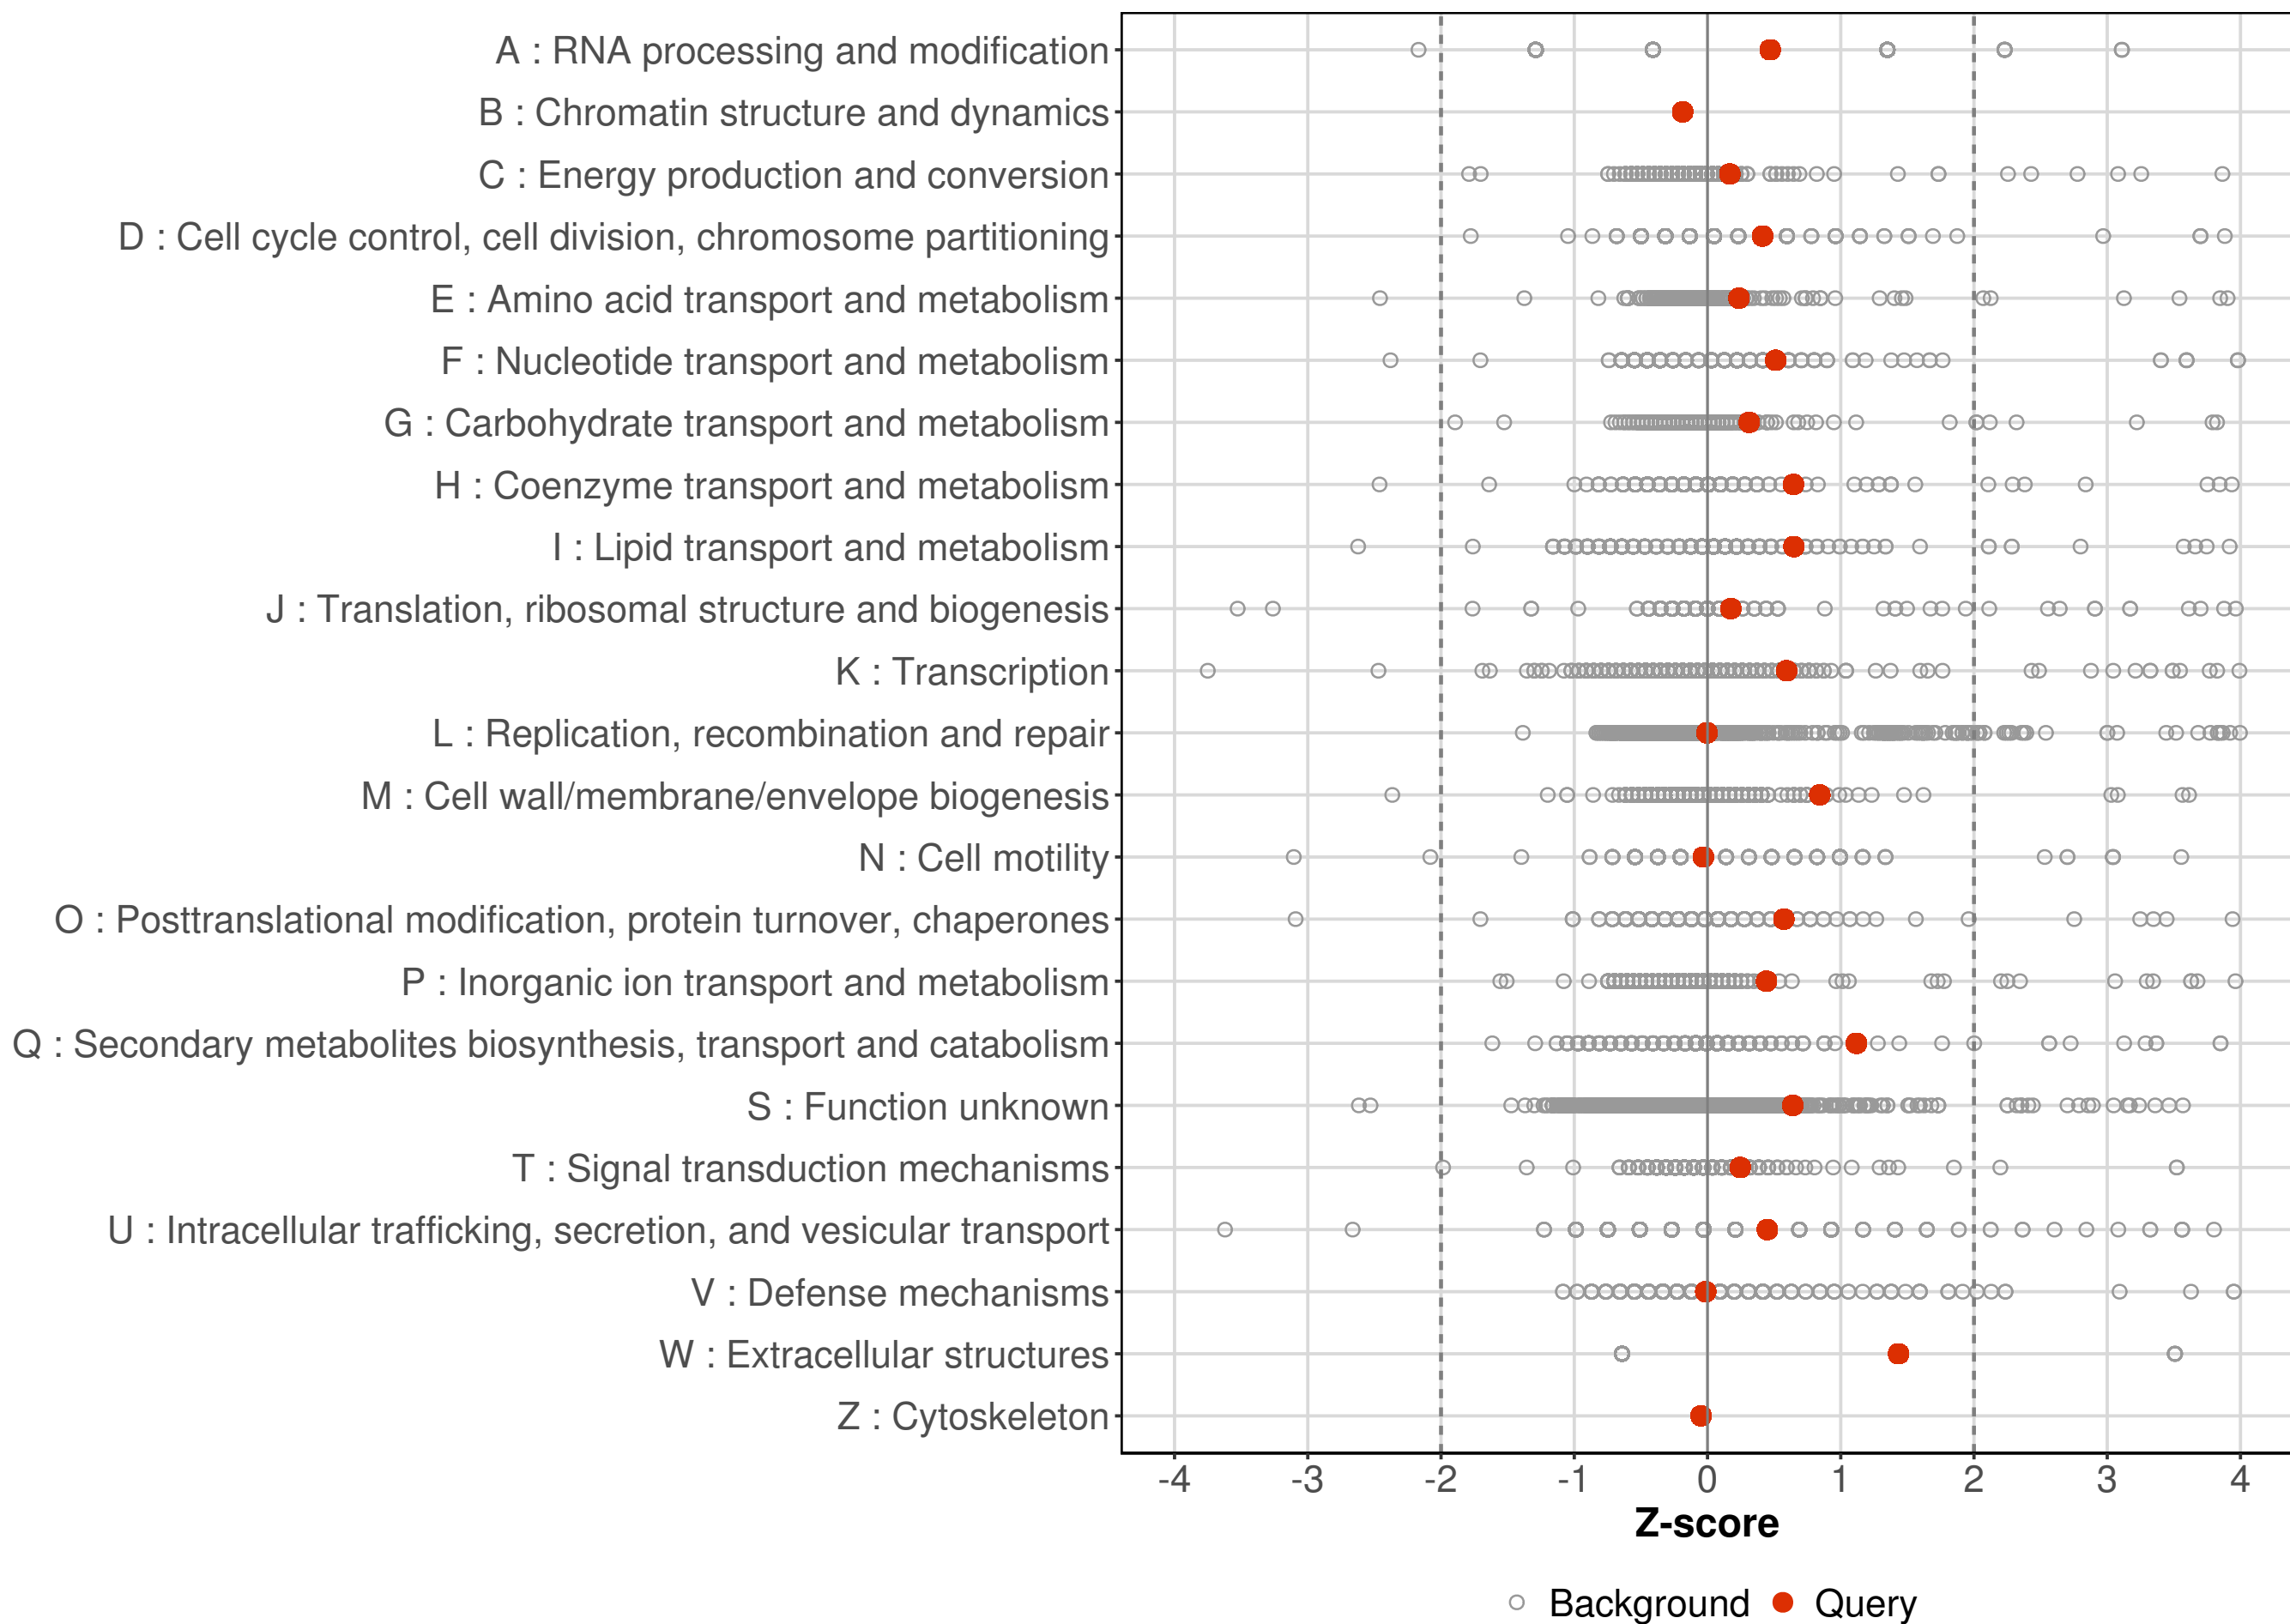 A : RNA processing and modification
B : Chromatin structure and dynamics
C : Energy production and conversion
D : Cell cycle control, cell division, chromosome partitioning
E : Amino acid transport and metabolism
F : Nucleotide transport and metabolism
G : Carbohydrate transport and metabolism
H : Coenzyme transport and metabolism
I : Lipid transport and metabolism
J : Translation, ribosomal structure and biogenesis
K : Transcription
L : Replication, recombination and repair
M : Cell wall/membrane/envelope biogenesis
N : Cell motility
O : Posttranslational modification, protein turnover, chaperones
P : Inorganic ion transport and metabolism
Q : Secondary metabolites biosynthesis, transport and catabolism
S : Function unknown
T : Signal transduction mechanisms
U : Intracellular trafficking, secretion, and vesicular transport
V : Defense mechanisms
W : Extracellular structures
Z : Cytoskeleton
-4 -3 -2 -1 0 1 2 3 4
Z-score
Background Query